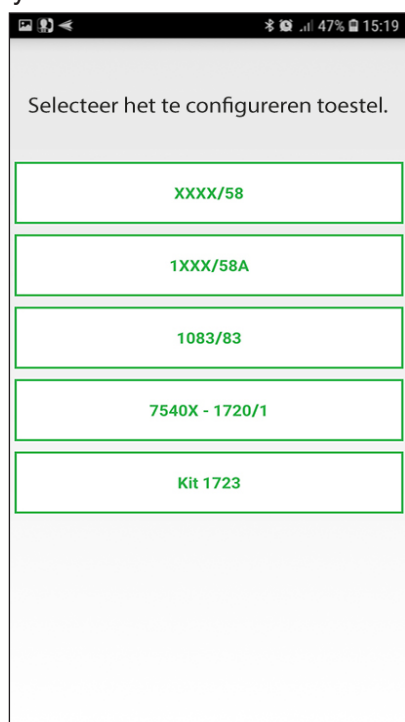 47% 15:19
Selecteer het te configureren toestel.
XXXX/58
1XXX/58A
1083/83
7540X - 1720/1
Kit 1723